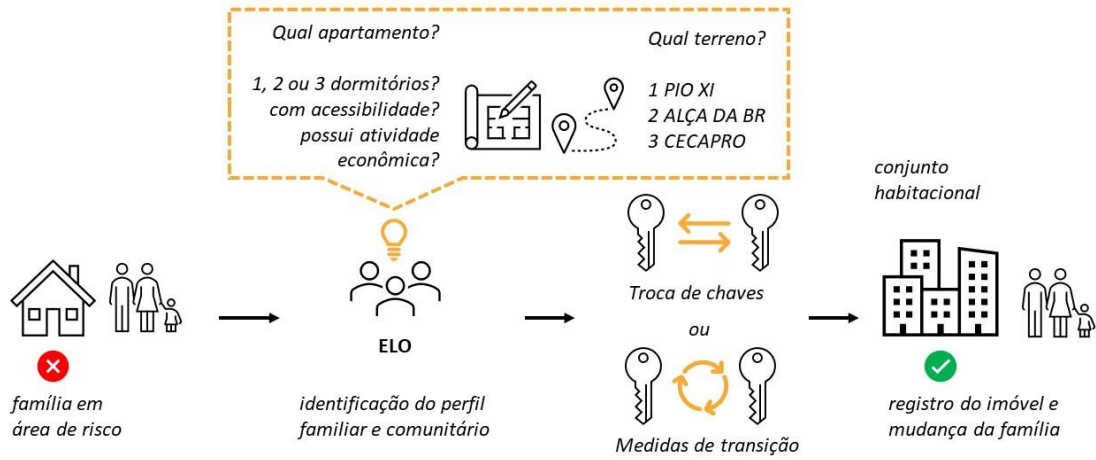 Qual apartamento?
1, 2 ou 3 dormitórios?
com acessibilidade?
possui atividade
econômica?
Qual terreno?
1 PIO XI
2 ALÇA DA BR
3 CECAPRO
família em
área de risco
ELO
identificação do perfil
familiar e comunitário
Troca de chaves
ou
Medidas de transição
conjunto
habitacional
registro do imóvel e
mudança da família